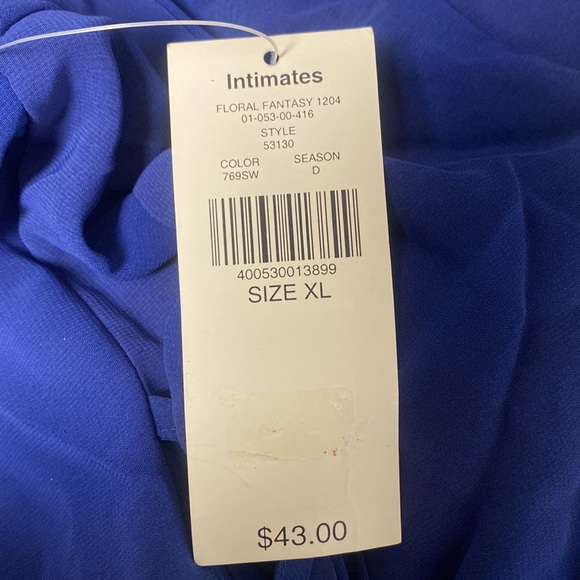 Intimates
FLORAL FANTASY 1204
01-053-00-416
STYLE
53130
COLOR SEASON
769SW D
400530013899
SIZE XL
$43.00